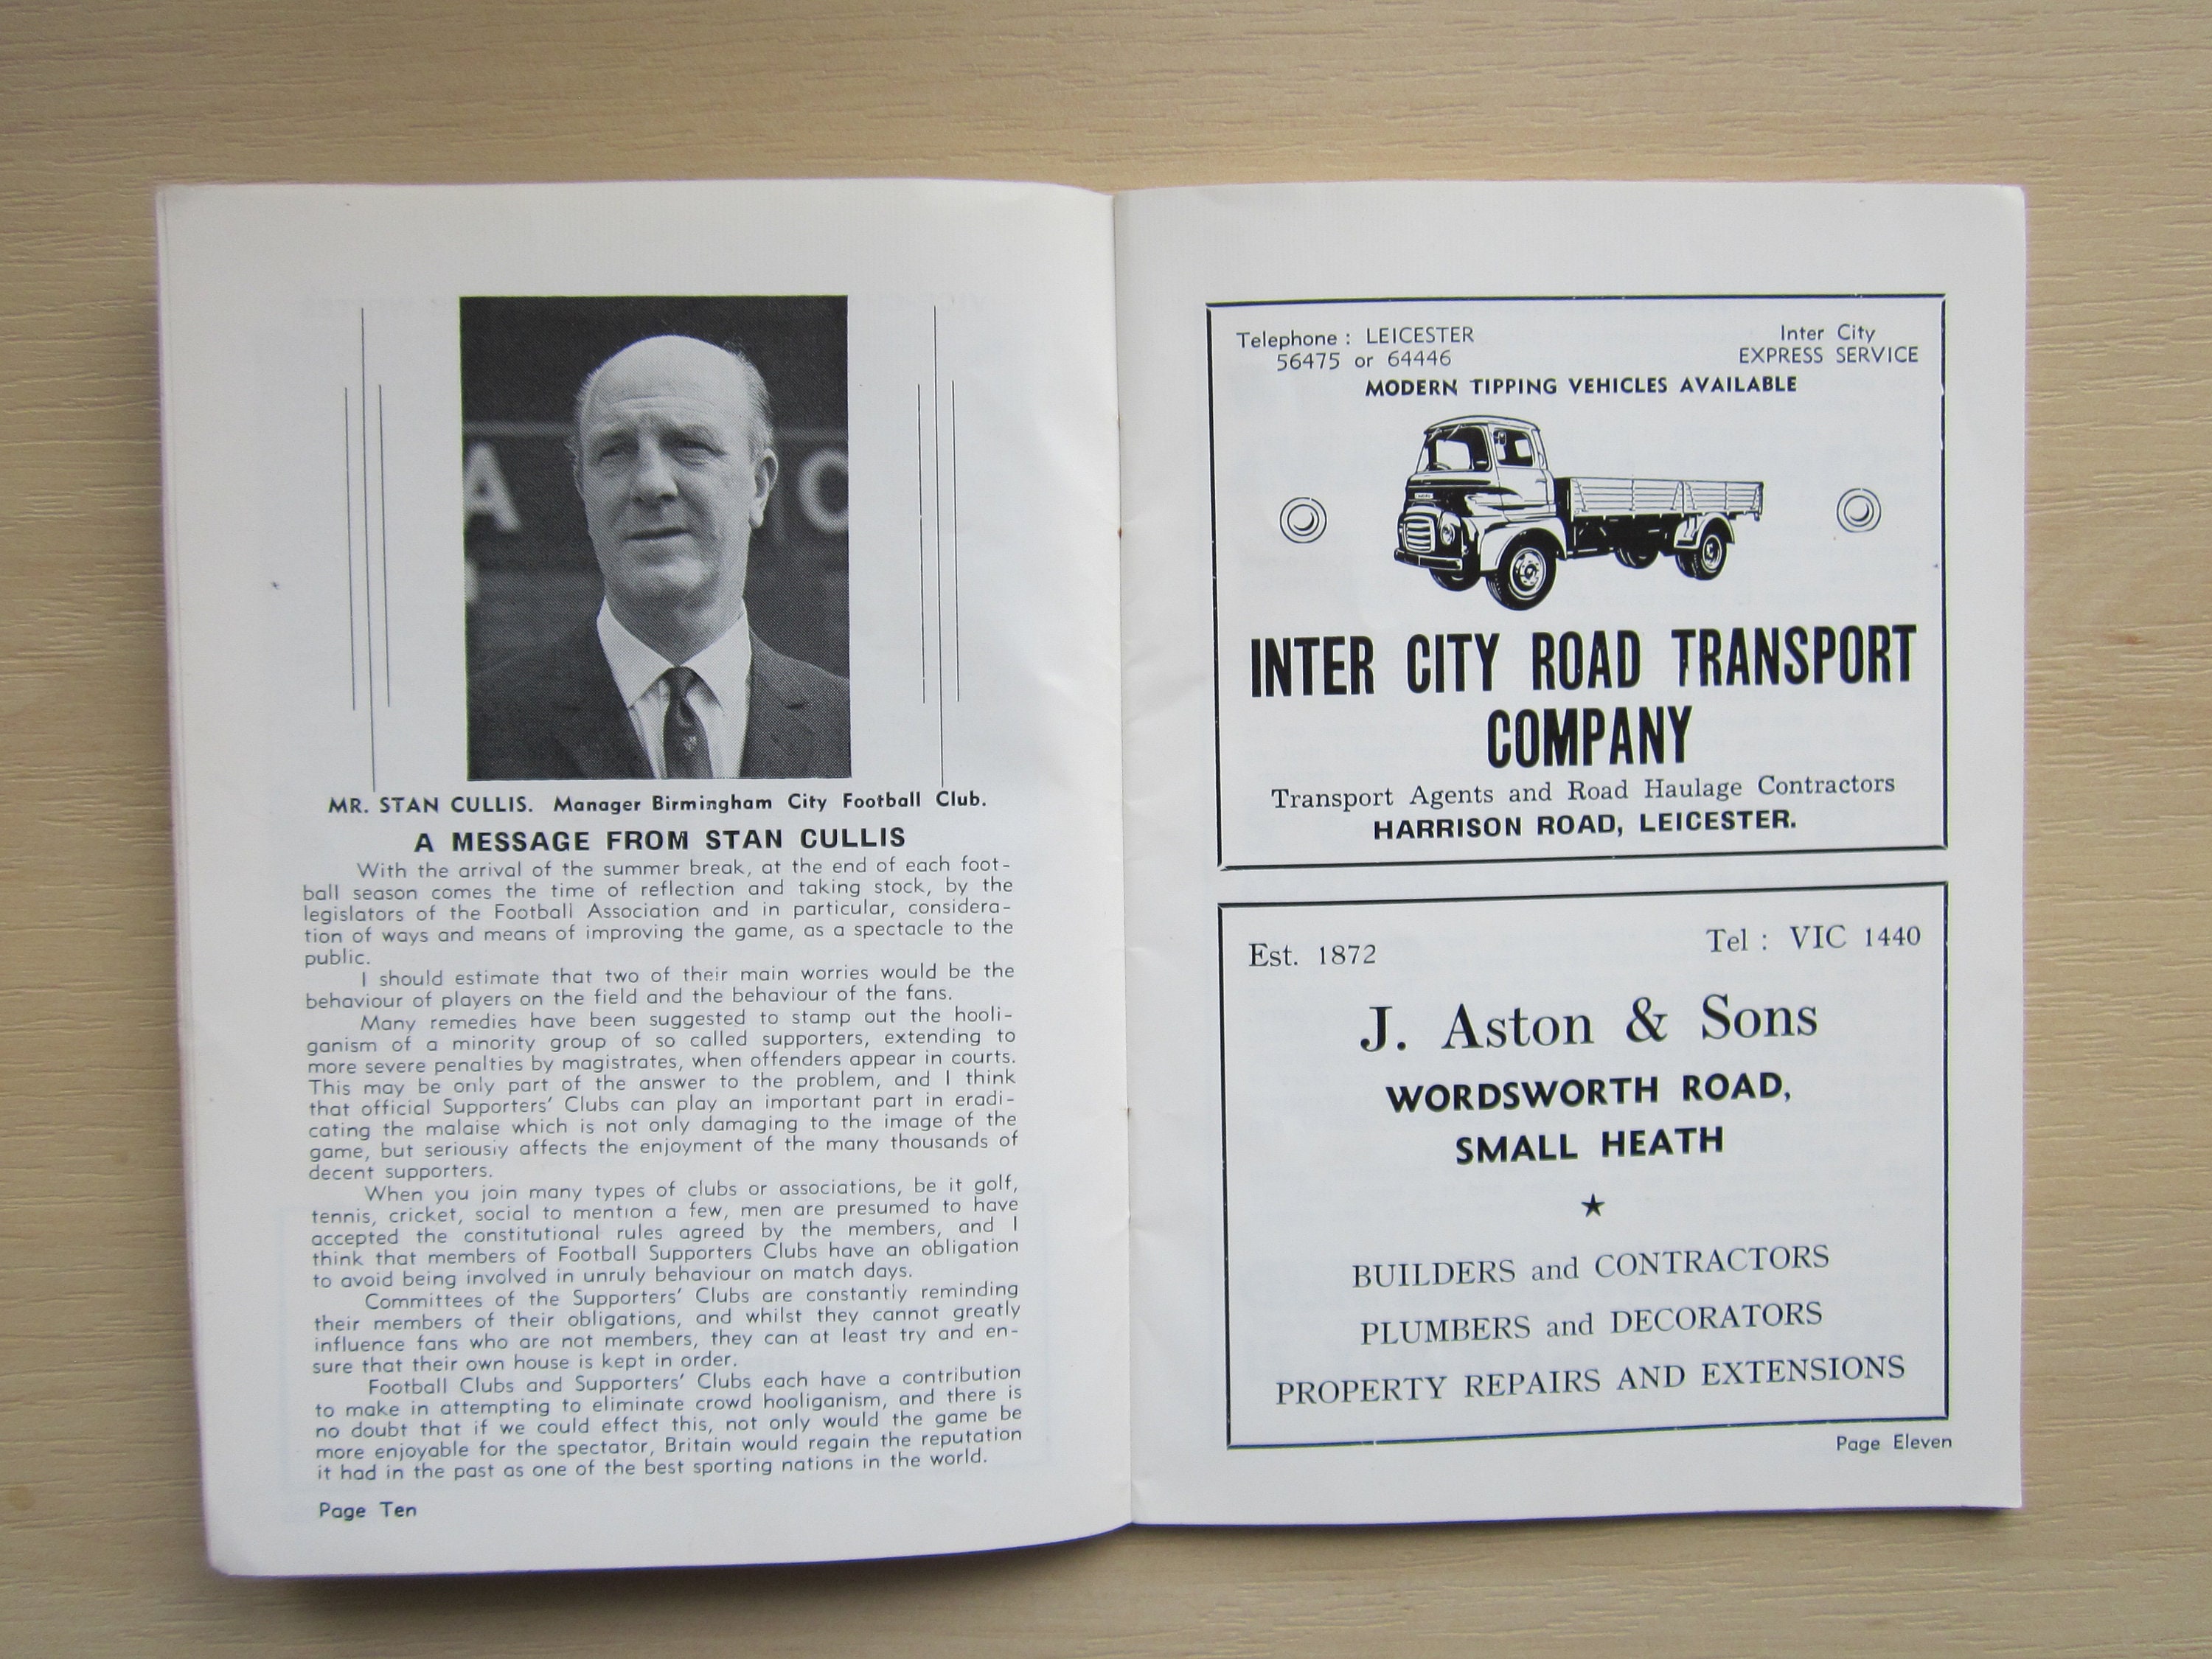 A
O
MR. STAN CULLIS. Manager Birmingham City Football Club.
A MESSAGE FROM STAN CULLIS
With the arrival of the summer break, at the end of each foot-
ball season comes the time of reflection and taking stock, by the
legislators of the Football Association and in particular, considera-
tion of ways and means of improving the game, as a spectacle to the
public.
I should estimate that two of their main worries would be the
behaviour of players on the field and the behaviour of the fans.
Many remedies have been suggested to stamp out the hooli-
ganism of a minority group of so called supporters, extending to
more severe penalties by magistrates, when offenders appear in courts.
This may be only part of the answer to the problem, and I think
that official Supporters' Clubs can play an important part in eradi-
cating the malaise which is not only damaging to the image of the
game, but seriously affects the enjoyment of the many thousands of
decent supporters.
When you join many types of clubs or associations, be it golf,
tennis, cricket, social to mention a few, men are presumed to have
accepted the constitutional rules agreed by the members, and I
think that members of Football Supporters Clubs have an obligation
to avoid being involved in unruly behaviour on match days.
Committees of the Supporters' Clubs are constantly reminding
their members of their obligations, and whilst they cannot greatly
influence fans who are not members, they can at least try and en-
sure that their own house is kept in order.
Football Clubs and Supporters' Clubs each have a contribution
to make in attempting to eliminate crowd hooliganism, and there is
no doubt that if we could effect this, not only would the game be
more enjoyable for the spectator, Britain would regain the reputation
it had in the past as one of the best sporting nations in the world.
Page Ten
Telephone : LEICESTER
56475 or 64446
Inter City
EXPRESS SERVICE
MODERN TIPPING VEHICLES AVAILABLE
INTER CITY ROAD TRANSPORT
COMPANY
Transport Agents and Road Haulage Contractors
HARRISON ROAD, LEICESTER.
Est. 1872
Tel : VIC 1440
J. Aston & Sons
WORDSWORTH ROAD,
SMALL HEATH
BUILDERS and CONTRACTORS
PLUMBERS and DECORATORS
PROPERTY REPAIRS AND EXTENSIONS
Page Eleven